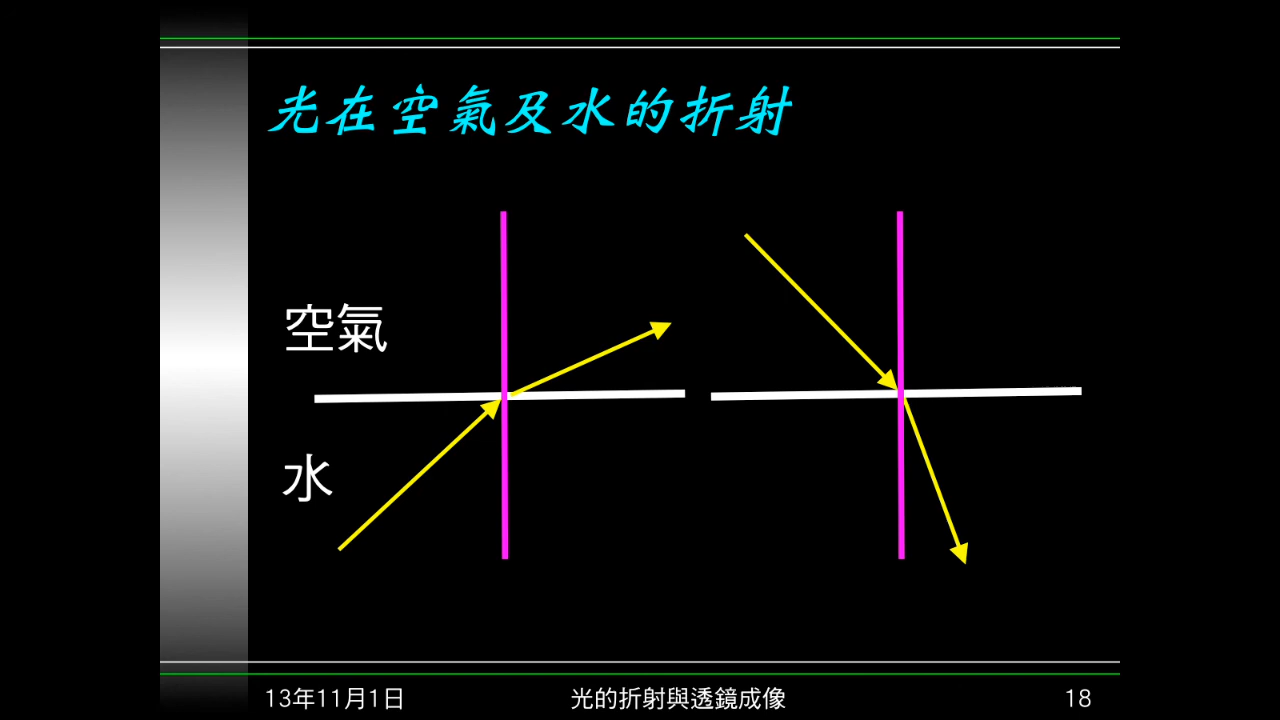 光在空氣及水的折射
空氣
水
13年11月1日
光的折射與透鏡成像
18